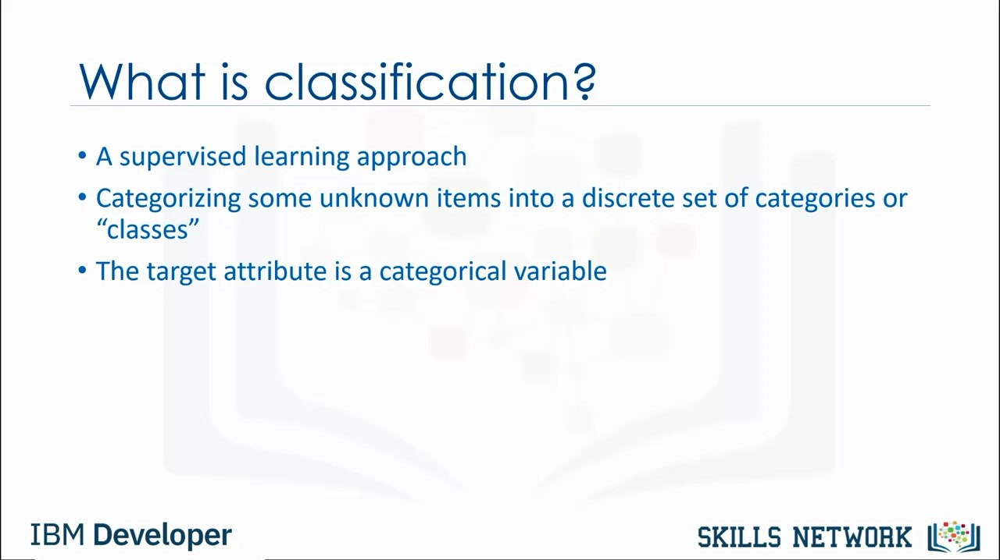 What is classification?
• A supervised learning approach
• Categorizing some unknown items into a discrete set of categories or
“classes”
• The target attribute is a categorical variable
IBM Developer
SKILLS NETWORK